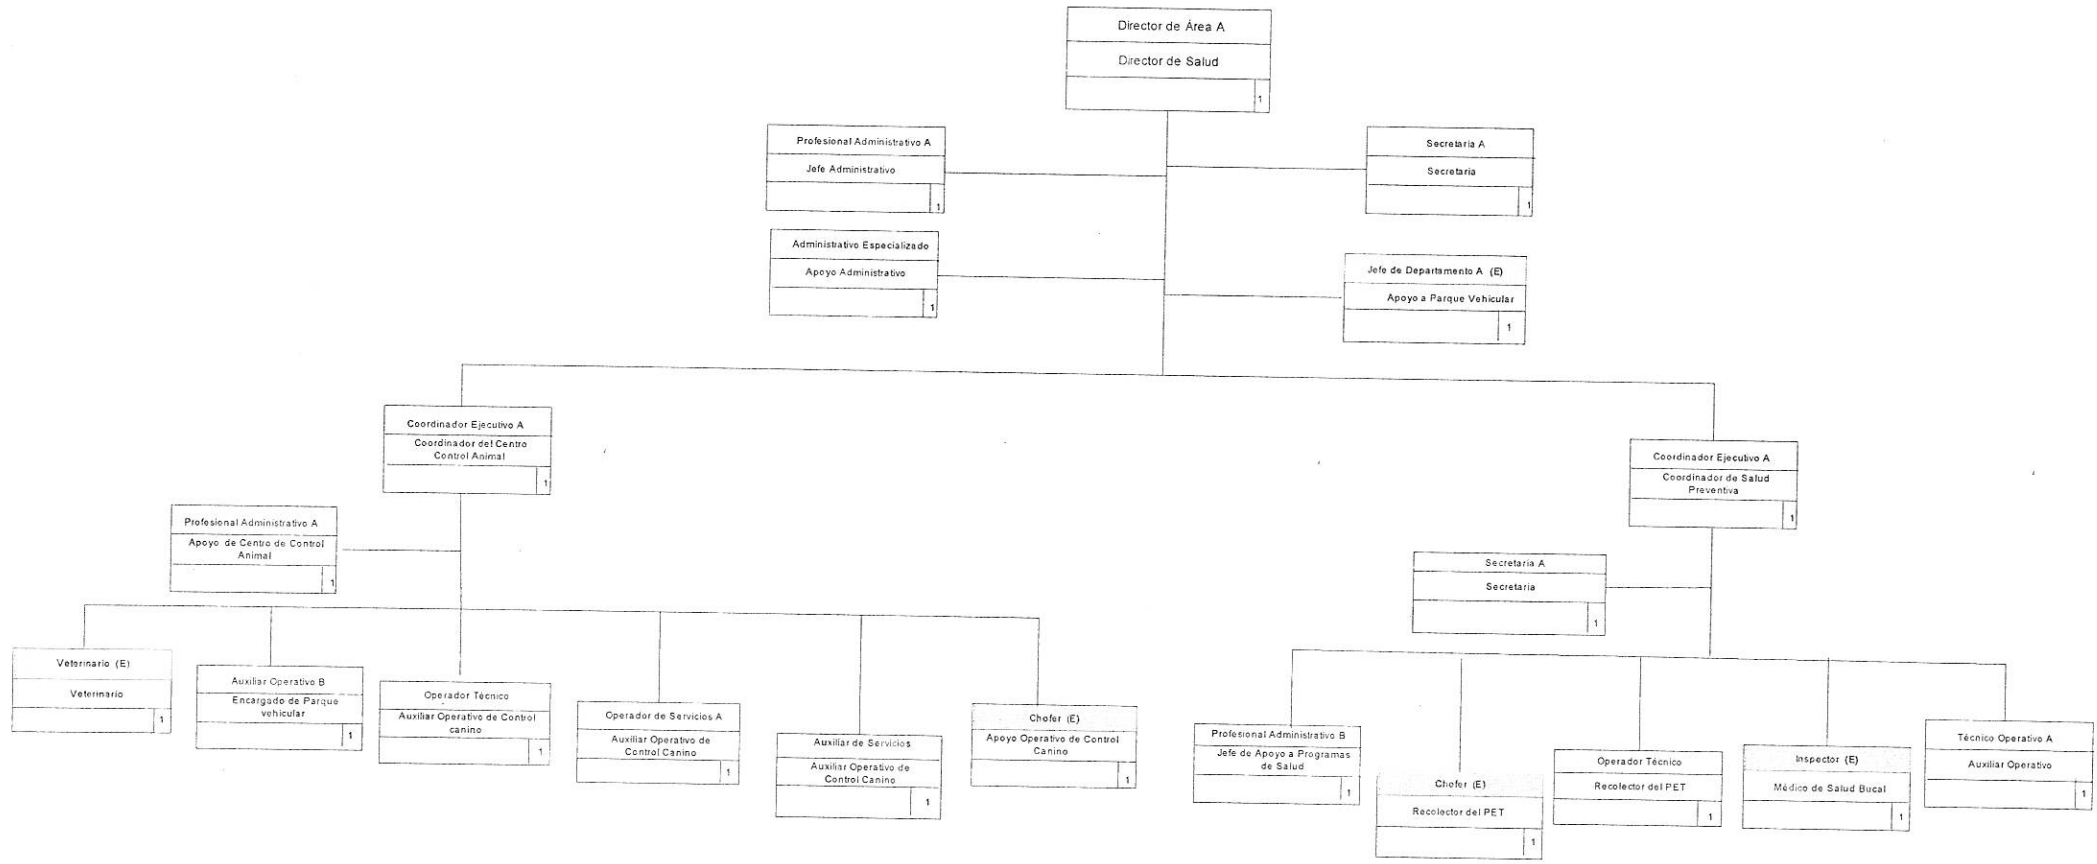 Director de Área A
Director de Salud
1
Profesional Administrativo A
Jefe Administrativo
1
Secretaria A
Secretaria
1
Administrativo Especializado
Apoyo Administrativo
1
Jefe de Departamento A (E)
Apoyo a Parque Vehicular
1
Coordinador Ejecutivo A
Coordinador del Centro
Control Animal
1
Coordinador Ejecutivo A
Coordinador de Salud
Preventiva
1
Profesional Administrativo A
Apoyo de Centro de Control
Animal
1
Secretaria A
Secretaria
1
Veterinario (E)
Veterinario
1
Auxiliar Operativo B
Encargado de Parque
vehicular
1
Operador Técnico
Auxiliar Operativo de Control
canino
1
Operador de Servicios A
Auxiliar Operativo de
Control Canino
1
Auxiliar de Servicios
Auxiliar Operativo de
Control Canino
1
Chofer (E)
Apoyo Operativo de Control
Canino
1
Profesional Administrativo B
Jefe de Apoyo a Programas
de Salud
1
Chofer (E)
Recolector del PET
1
Operador Técnico
Recolector del PET
1
Inspector (E)
Médico de Salud Bucal
1
Técnico Operativo A
Auxiliar Operativo
1